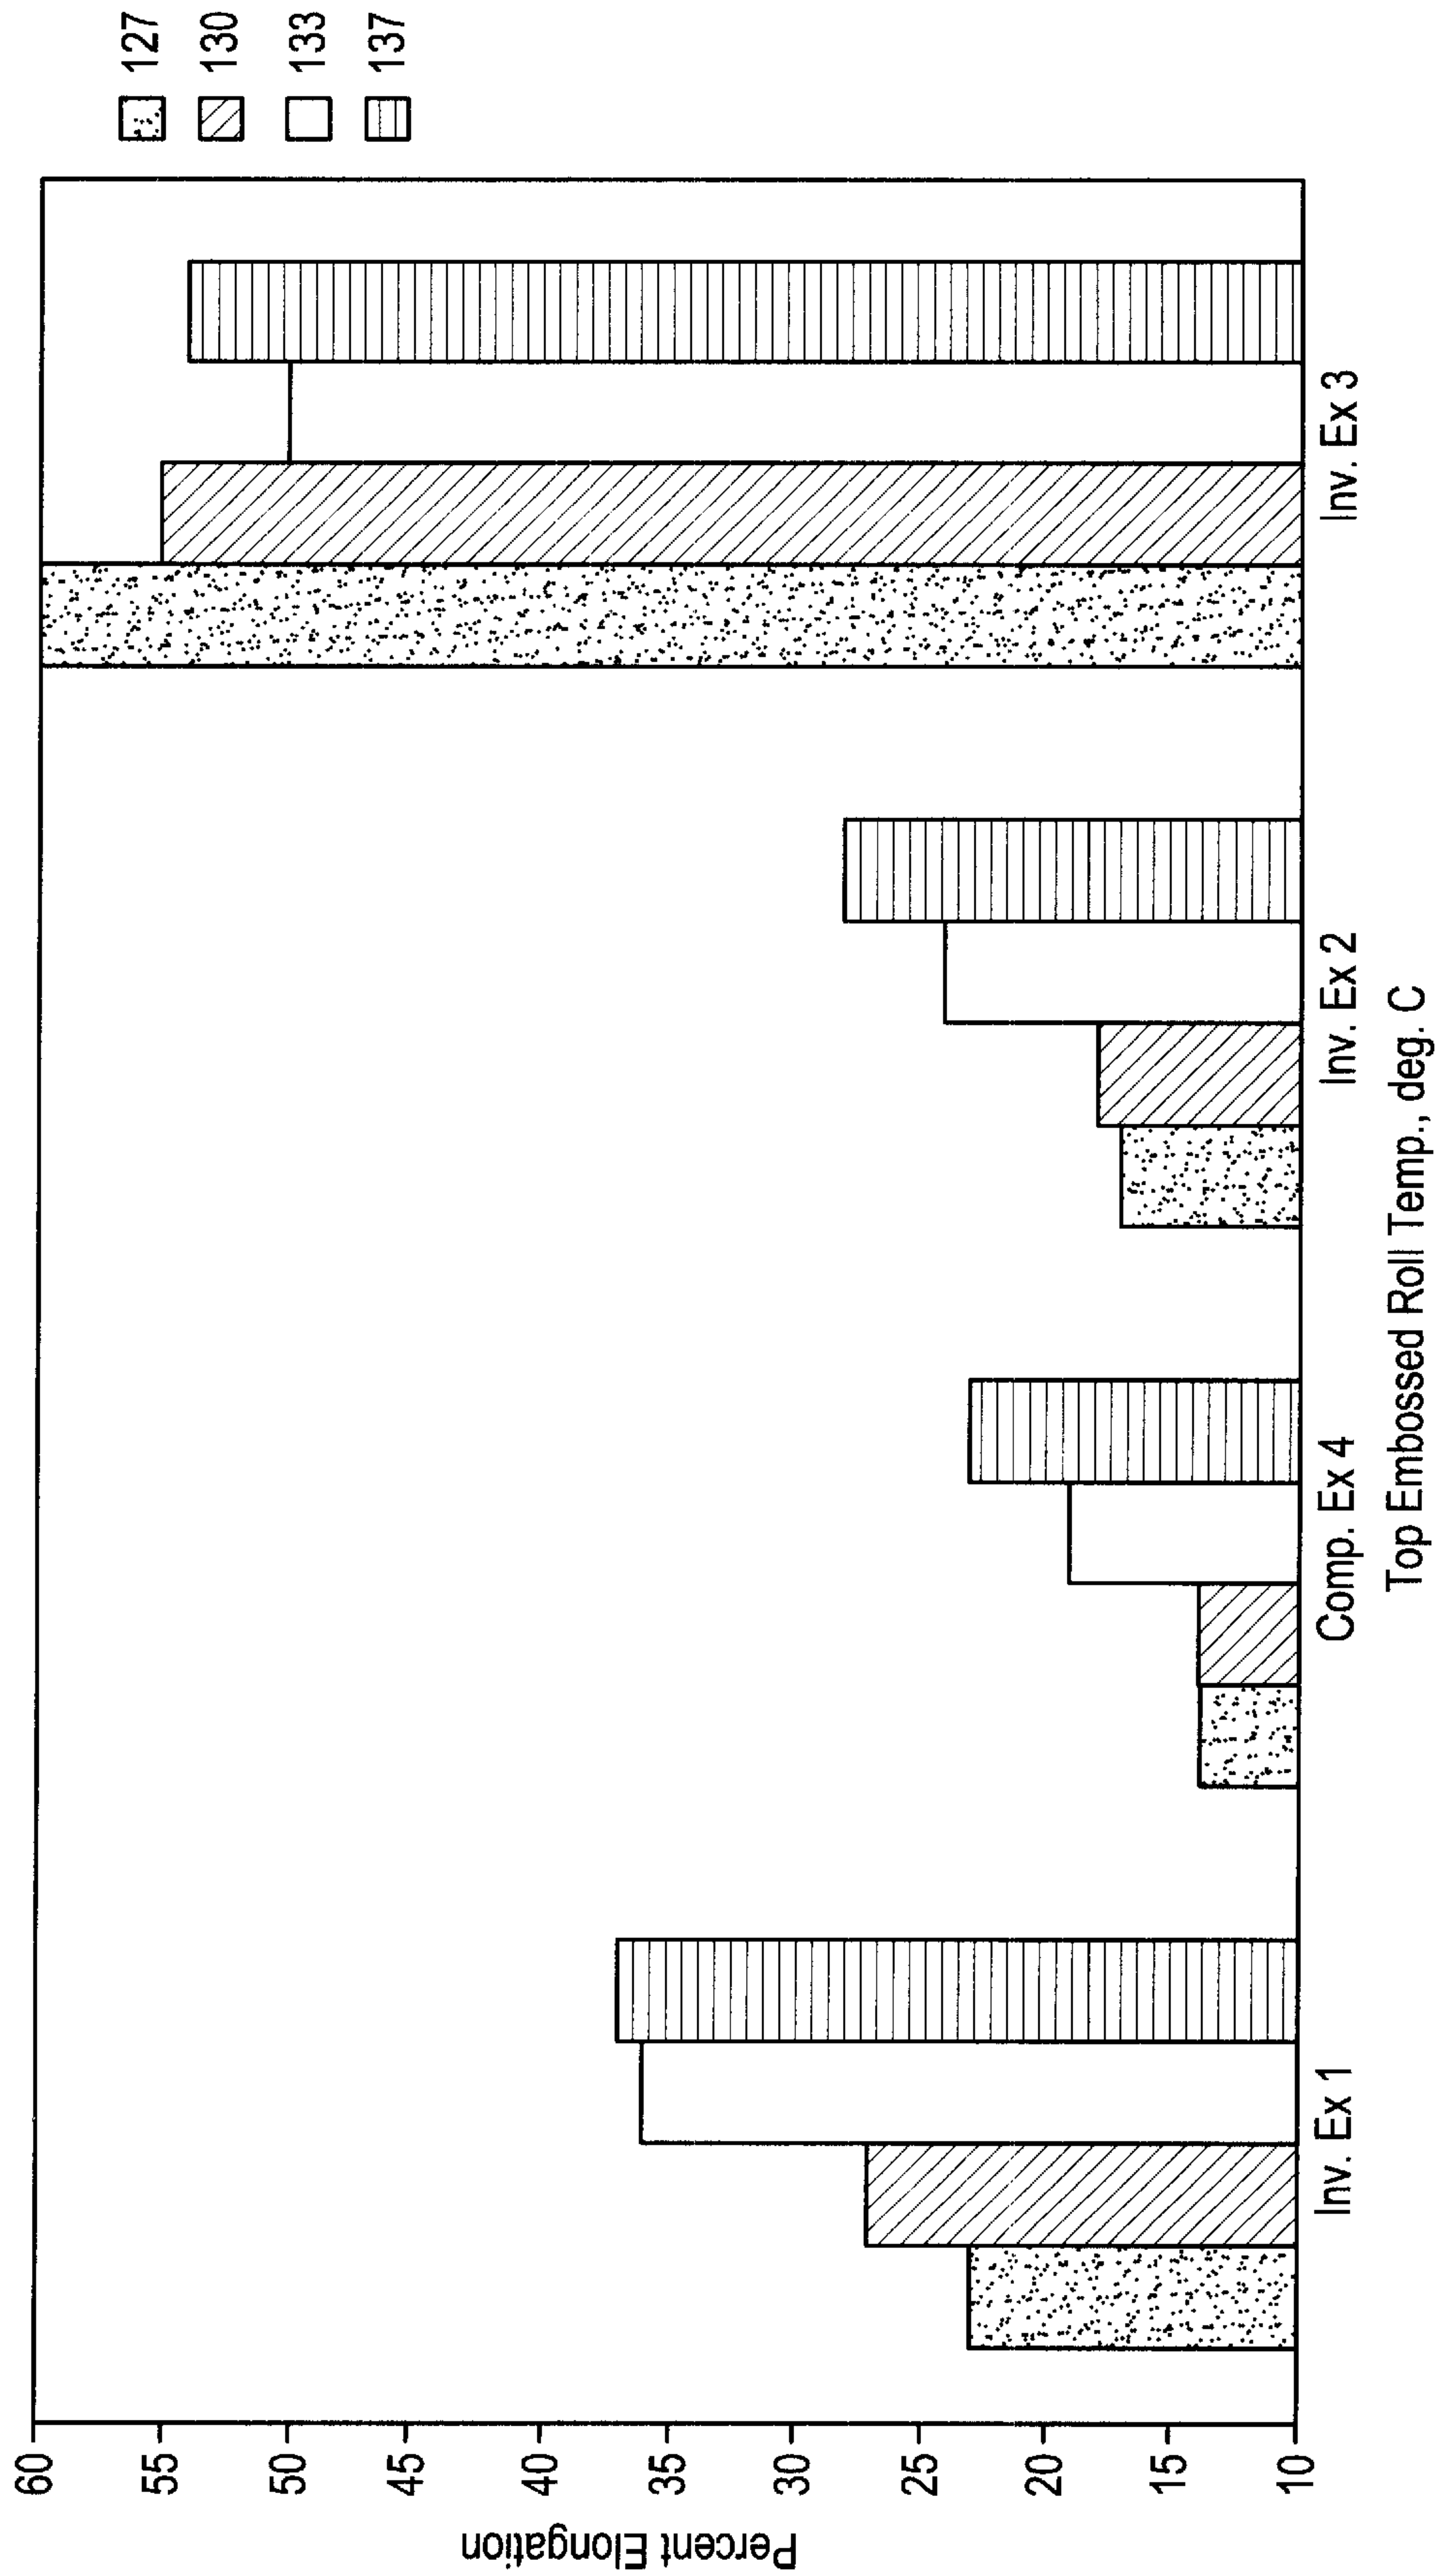 127
130
133
137
60
55
50
45
40
35
30
25
20
15
10
Percent Elongation
Inv. Ex 1
Comp. Ex 4
Inv. Ex 2
Inv. Ex 3
Top Embossed Roll Temp., deg. C